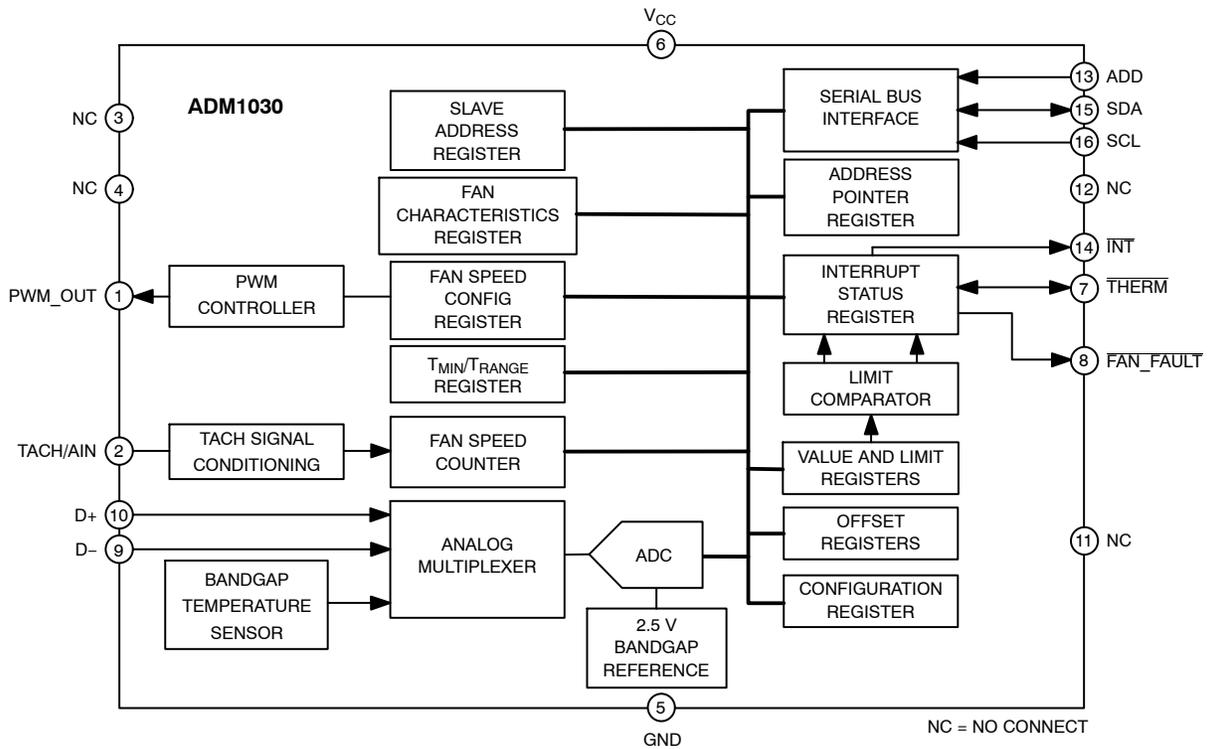 VCC
6
ADM1030
NC 3
NC 4
PWM_OUT 1
TACH/AIN 2
D+ 10
D− 9
PWM
CONTROLLER
TACH SIGNAL
CONDITIONING
BANDGAP
TEMPERATURE
SENSOR
SLAVE
ADDRESS
REGISTER
FAN
CHARACTERISTICS
REGISTER
FAN SPEED
CONFIG
REGISTER
TMIN/TRANGE
REGISTER
FAN SPEED
COUNTER
ANALOG
MULTIPLEXER
ADC
2.5 V
BANDGAP
REFERENCE
SERIAL BUS
INTERFACE
ADDRESS
POINTER
REGISTER
INTERRUPT
STATUS
REGISTER
LIMIT
COMPARATOR
VALUE AND LIMIT
REGISTERS
OFFSET
REGISTERS
CONFIGURATION
REGISTER
13 ADD
15 SDA
16 SCL
12 NC
14 INT
7 THERM
8 FAN_FAULT
11 NC
5
GND
NC = NO CONNECT